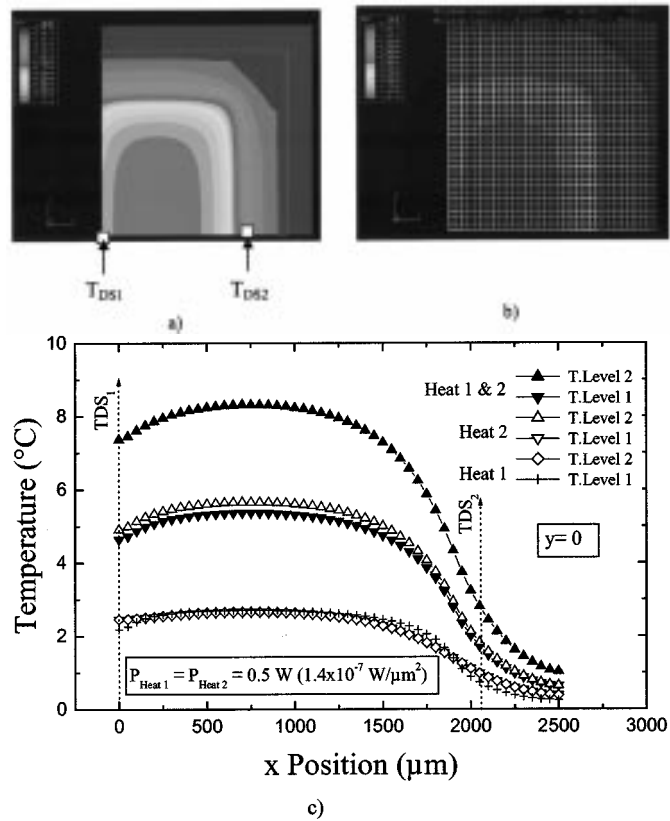 T_DS1
T_DS2
a)
b)
10
8
6
4
2
0
Temperature (°C)
TDS_1
TDS_2
Heat 1 & 2
Heat 2
Heat 1
T.Level 2
T.Level 1
T.Level 2
T.Level 1
T.Level 2
T.Level 1
y= 0
P_Heat 1 = P_Heat 2 = 0.5 W (1.4x10^-7 W/µm^2)
0
500
1000
1500
2000
2500
3000
x Position (µm)
c)